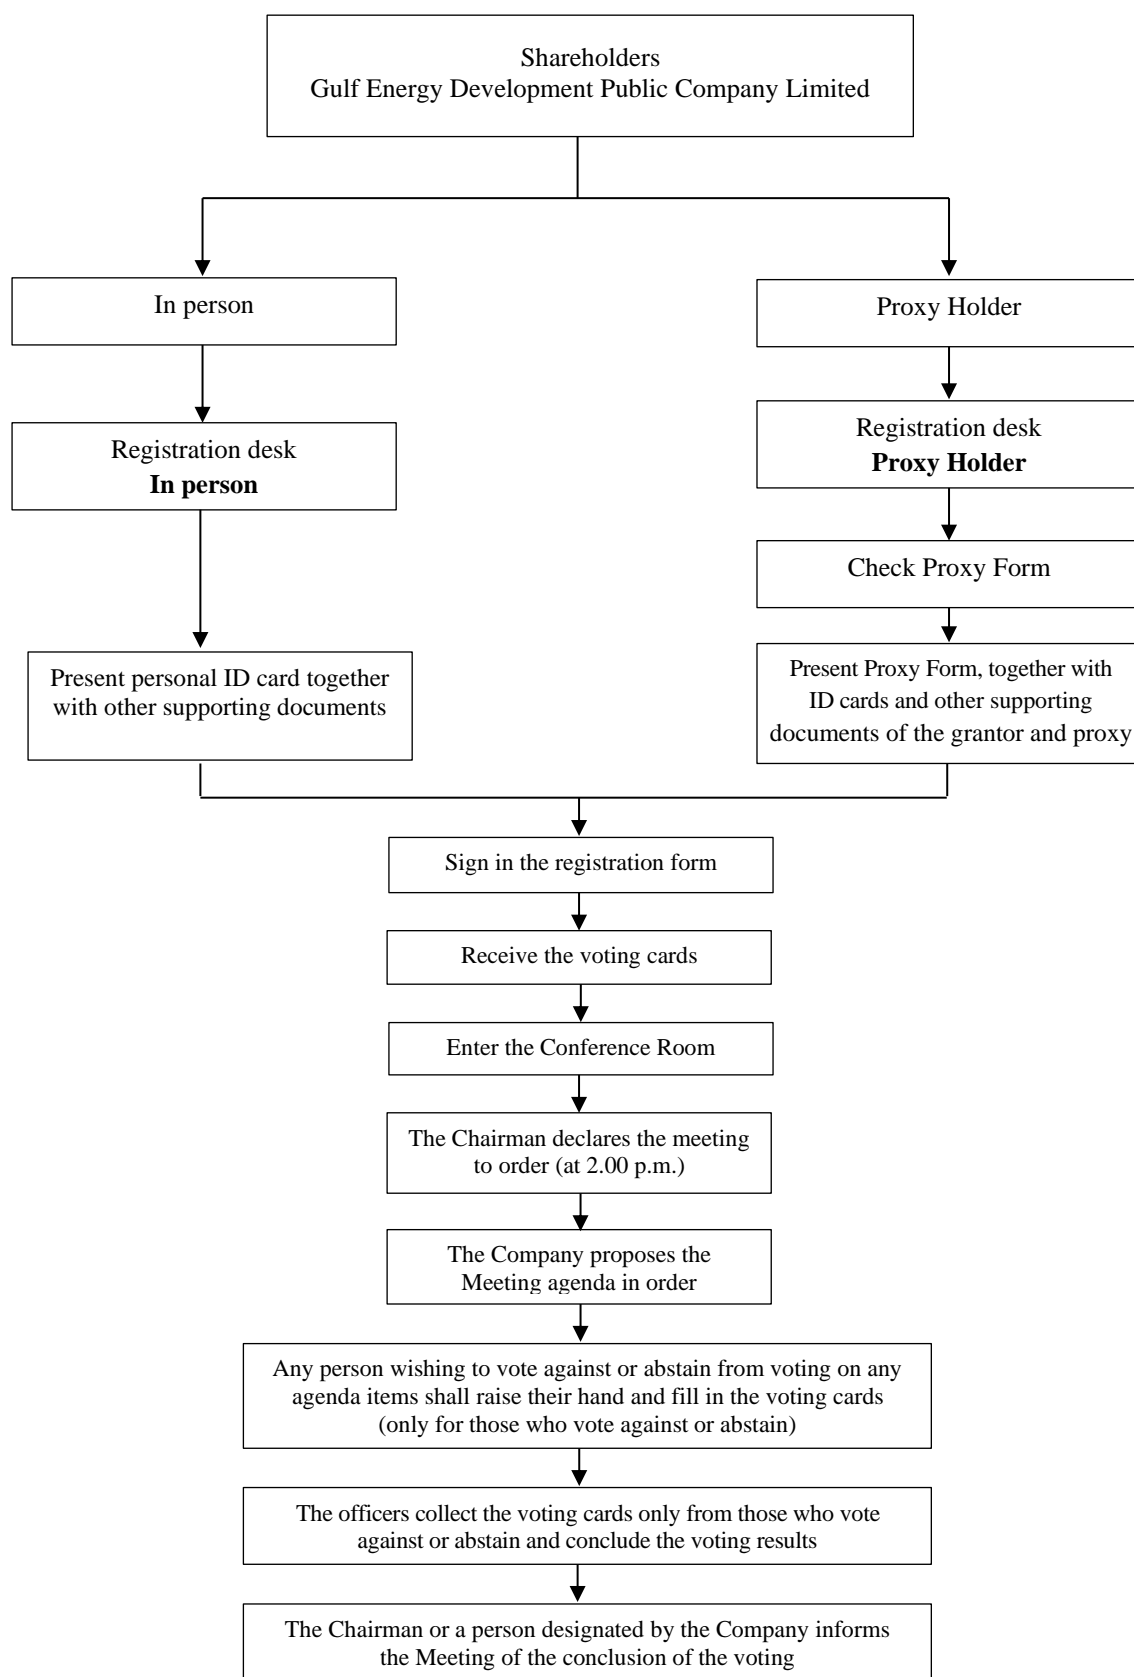 Shareholders
Gulf Energy Development Public Company Limited
In person
Proxy Holder
Registration desk
In person
Registration desk
Proxy Holder
Check Proxy Form
Present personal ID card together
with other supporting documents
Present Proxy Form, together with
ID cards and other supporting
documents of the grantor and proxy
Sign in the registration form
Receive the voting cards
Enter the Conference Room
The Chairman declares the meeting
to order (at 2.00 p.m.)
The Company proposes the
Meeting agenda in order
Any person wishing to vote against or abstain from voting on any
agenda items shall raise their hand and fill in the voting cards
(only for those who vote against or abstain)
The officers collect the voting cards only from those who vote
against or abstain and conclude the voting results
The Chairman or a person designated by the Company informs
the Meeting of the conclusion of the voting